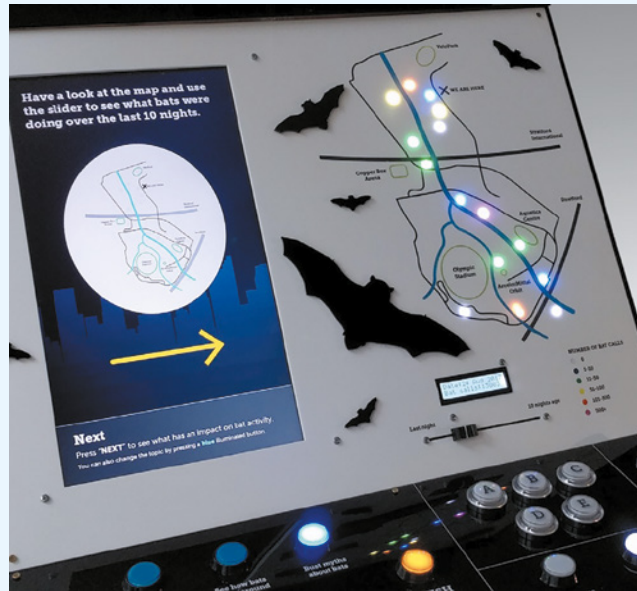 Have a look at the map and use
the slider to see what bats were
doing over the last 10 nights.
Next
Press "NEXT" to see what has an impact on bat activity.
You can also change the topic by pressing a blue illuminated button
VeloPark
WE ARE HERE
Stratford
International
Copper Box
Arena
Stratford
Aquatics
Centre
Olympic
Stadium
ArcelorMittal
Orbit
NUMBER OF BAT CALLS
11-50
51-100
101-500
500+
Last night
10 nights ago
A
B
C
D
E
See how bats
Bust myths
about bats